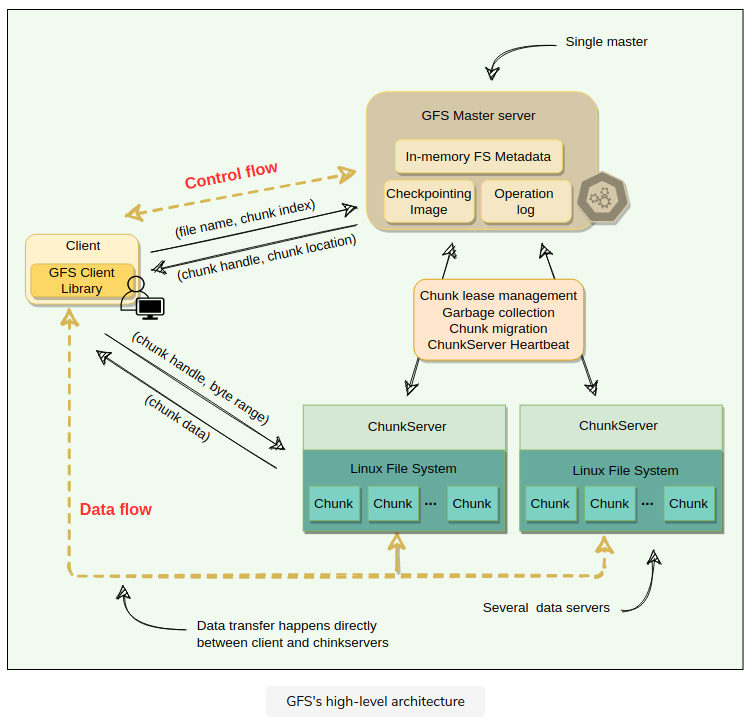 Single master
GFS Master server
In-memory FS Metadata
Checkpointing
Image
Operation
log
Control flow
(file name, chunk index)
(chunk handle, chunk location)
Client
GFS Client
Library
Chunk lease management
Garbage collection
Chunk migration
ChunkServer Heartbeat
(chunk handle, byte range)
(chunk data)
ChunkServer
Linux File System
Chunk
Chunk
...
Chunk
ChunkServer
Linux File System
Chunk
Chunk
...
Chunk
Data flow
Several data servers
Data transfer happens directly
between client and chinkservers
GFS's high-level architecture